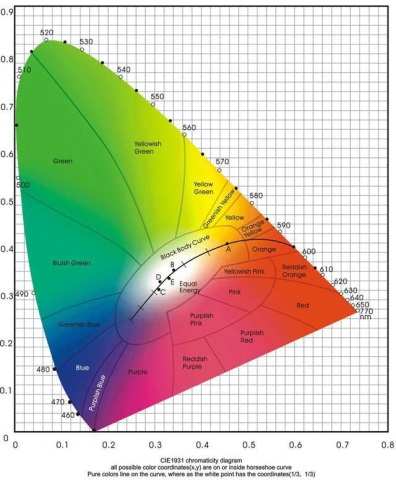 0.9
520
530
510
540
0.8
550
0.7
560
Yellowish
Green
570
Green
0.6
Yellow
Green
580
500
Greenish Yellow
0.5
Yellow
590
Orange
Yellow
Black Body Curve
A
Orange
600
0.4
Bluish Green
B
Yellowish Pink
Reddish
Orange
610
D
E
Equal
Energy
620
C
Pink
630
490
640
0.3
Red
650
770
nm
Purplish
Pink
Greenish Blue
Purplish
Red
0.2
480
Blue
Reddish
Purple
Purple
Purplish Blue
0.1
470
460
0
0 0.1 0.2 0.3 0.4 0.5 0.6 0.7 0.8
CIE1931 chromaticity diagram
all possible color coordinates(x,y) are on or inside horseshoe curve
Pure colors line on the curve, where as the white point has the coordinates(1/3, 1/3)